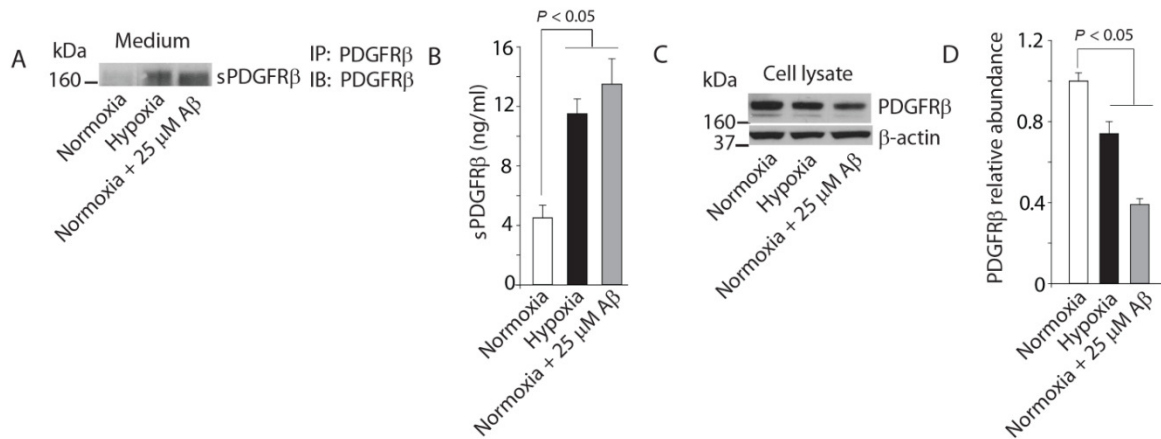 A
kDa
Medium
160
sPDGFRβ
IP: PDGFRβ
IB: PDGFRβ
Normoxia
Hypoxia
Normoxia + 25 μM Aβ
B
P < 0.05
sPDGFRβ (ng/ml)
16
12
8
4
0
Normoxia
Hypoxia
Normoxia + 25 μM Aβ
C
kDa
Cell lysate
PDGFRβ
160
β-actin
37
Normoxia
Hypoxia
Normoxia + 25 μM Aβ
D
P < 0.05
PDGFRβ relative abundance
1.2
0.8
0.4
0
Normoxia
Hypoxia
Normoxia + 25 μM Aβ